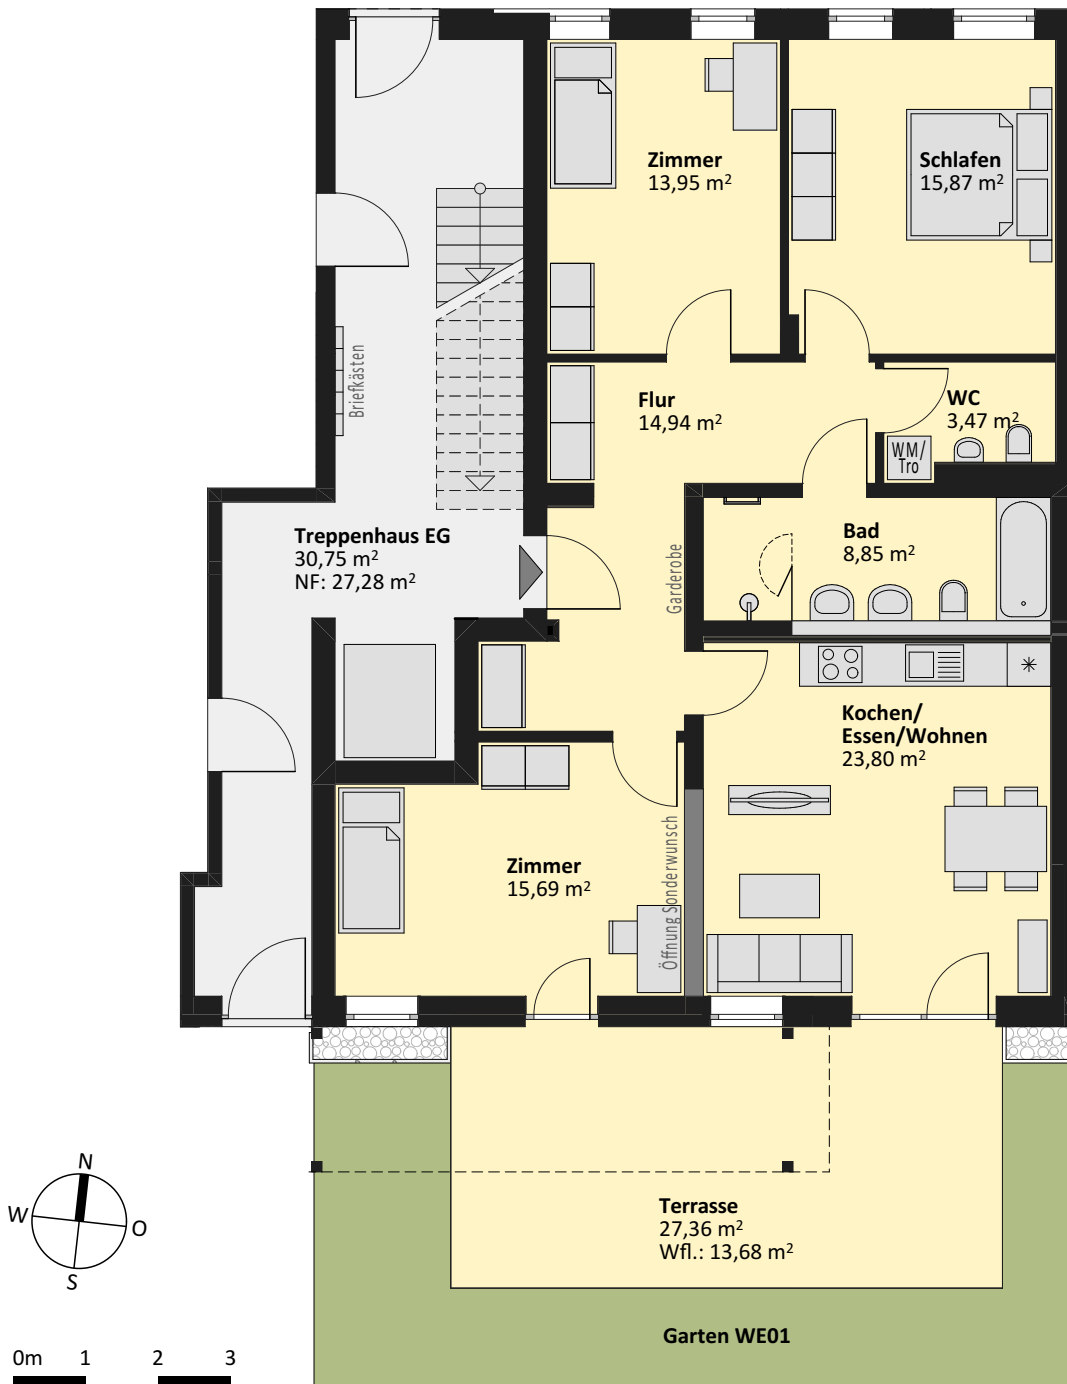 Zimmer
13,95 m²
Schlafen
15,87 m²
Briefkästen
Flur
14,94 m²
WC
3,47 m²
WM/
Tro
Treppenhaus EG
30,75 m²
NF: 27,28 m²
Garderobe
Bad
8,85 m²
Kochen/
Essen/Wohnen
23,80 m²
Zimmer
15,69 m²
Öffnung Sonderwunsch
Terrasse
27,36 m²
Wfl.: 13,68 m²
N
W
O
S
Garten WE01
0m 1 2 3